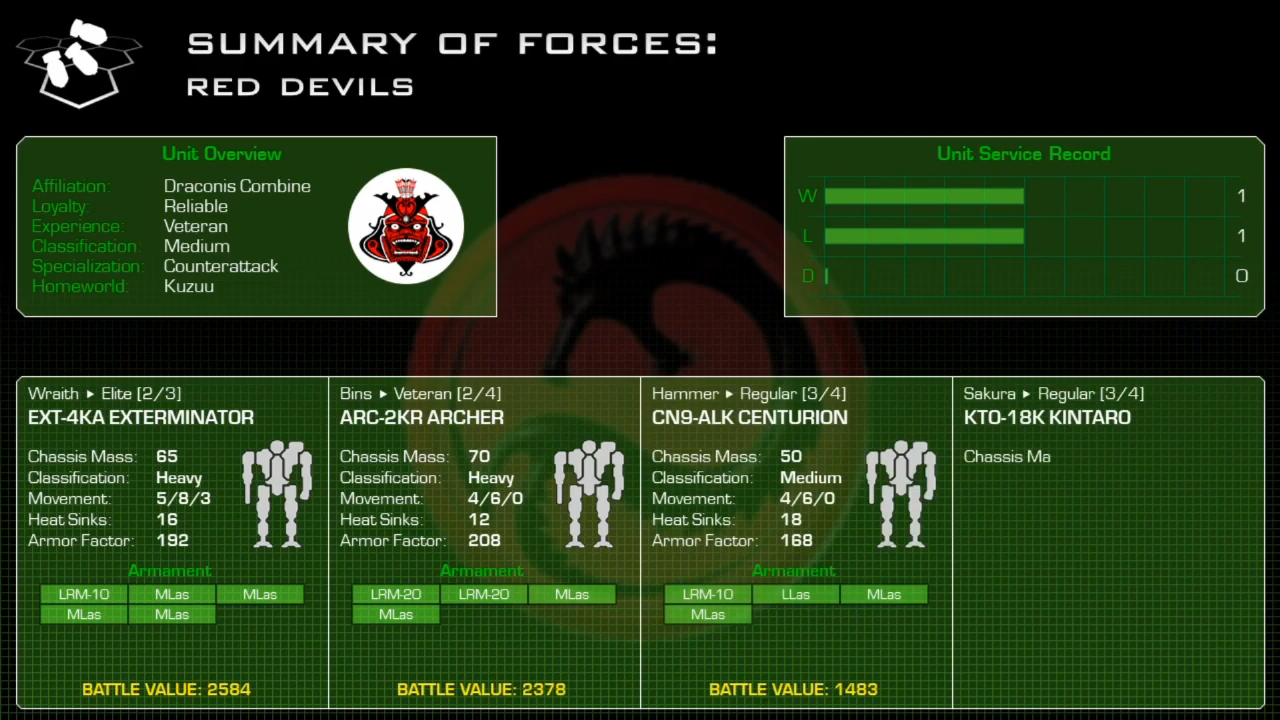 SUMMARY OF FORCES:
RED DEVILS
Unit Overview
Affiliation: Draconis Combine
Loyalty: Reliable
Experience: Veteran
Classification: Medium
Specialization: Counterattack
Homeworld: Kuzuu
Unit Service Record
W 1
L 1
D 0
Wraith ▸ Elite [2/3]
EXT-4KA EXTERMINATOR
Chassis Mass: 65
Classification: Heavy
Movement: 5/8/3
Heat Sinks: 16
Armor Factor: 192
Armament
LRM-10 MLas MLas
MLas MLas
BATTLE VALUE: 2584
Bins ▸ Veteran [2/4]
ARC-2KR ARCHER
Chassis Mass: 70
Classification: Heavy
Movement: 4/6/0
Heat Sinks: 12
Armor Factor: 208
Armament
LRM-20 LRM-20 MLas
MLas
BATTLE VALUE: 2378
Hammer ▸ Regular [3/4]
CN9-ALK CENTURION
Chassis Mass: 50
Classification: Medium
Movement: 4/6/0
Heat Sinks: 18
Armor Factor: 168
Armament
LRM-10 LLas MLas
MLas
BATTLE VALUE: 1483
Sakura ▸ Regular [3/4]
KTO-18K KINTARO
Chassis Ma